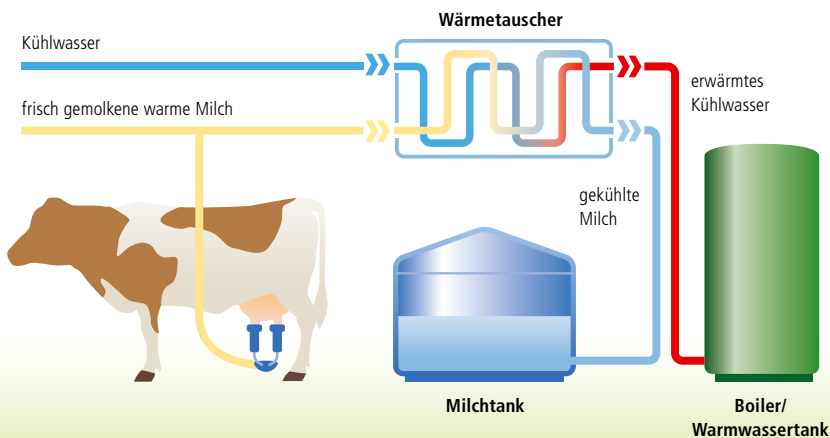 Wärmetauscher
Kühlwasser
frisch gemolkene warme Milch
erwärmtes
Kühlwasser
gekühlte
Milch
Milchtank
Boiler/
Warmwassertank